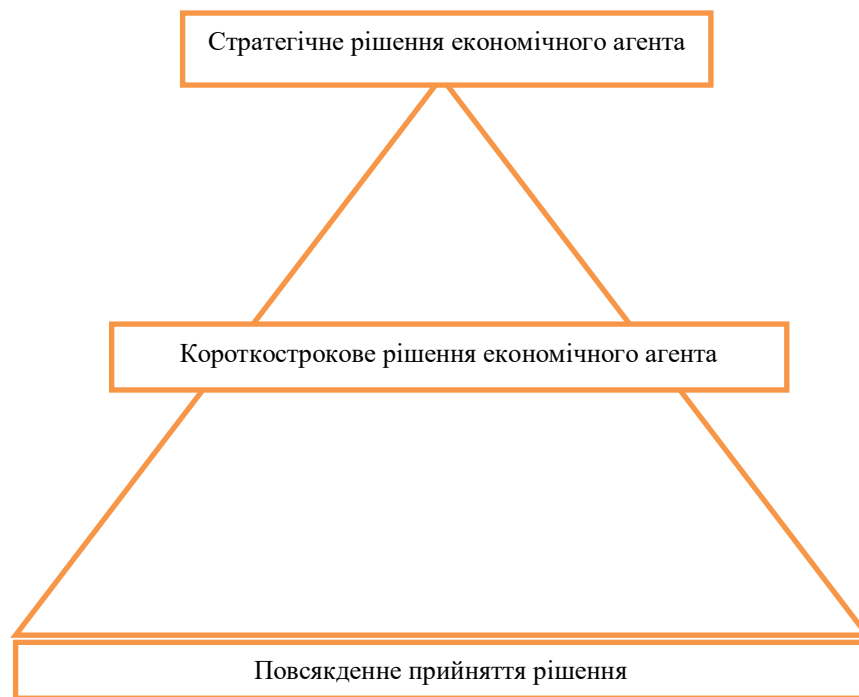 Стратегічне рішення економічного агента
Короткострокове рішення економічного агента
Повсякденне прийняття рішення